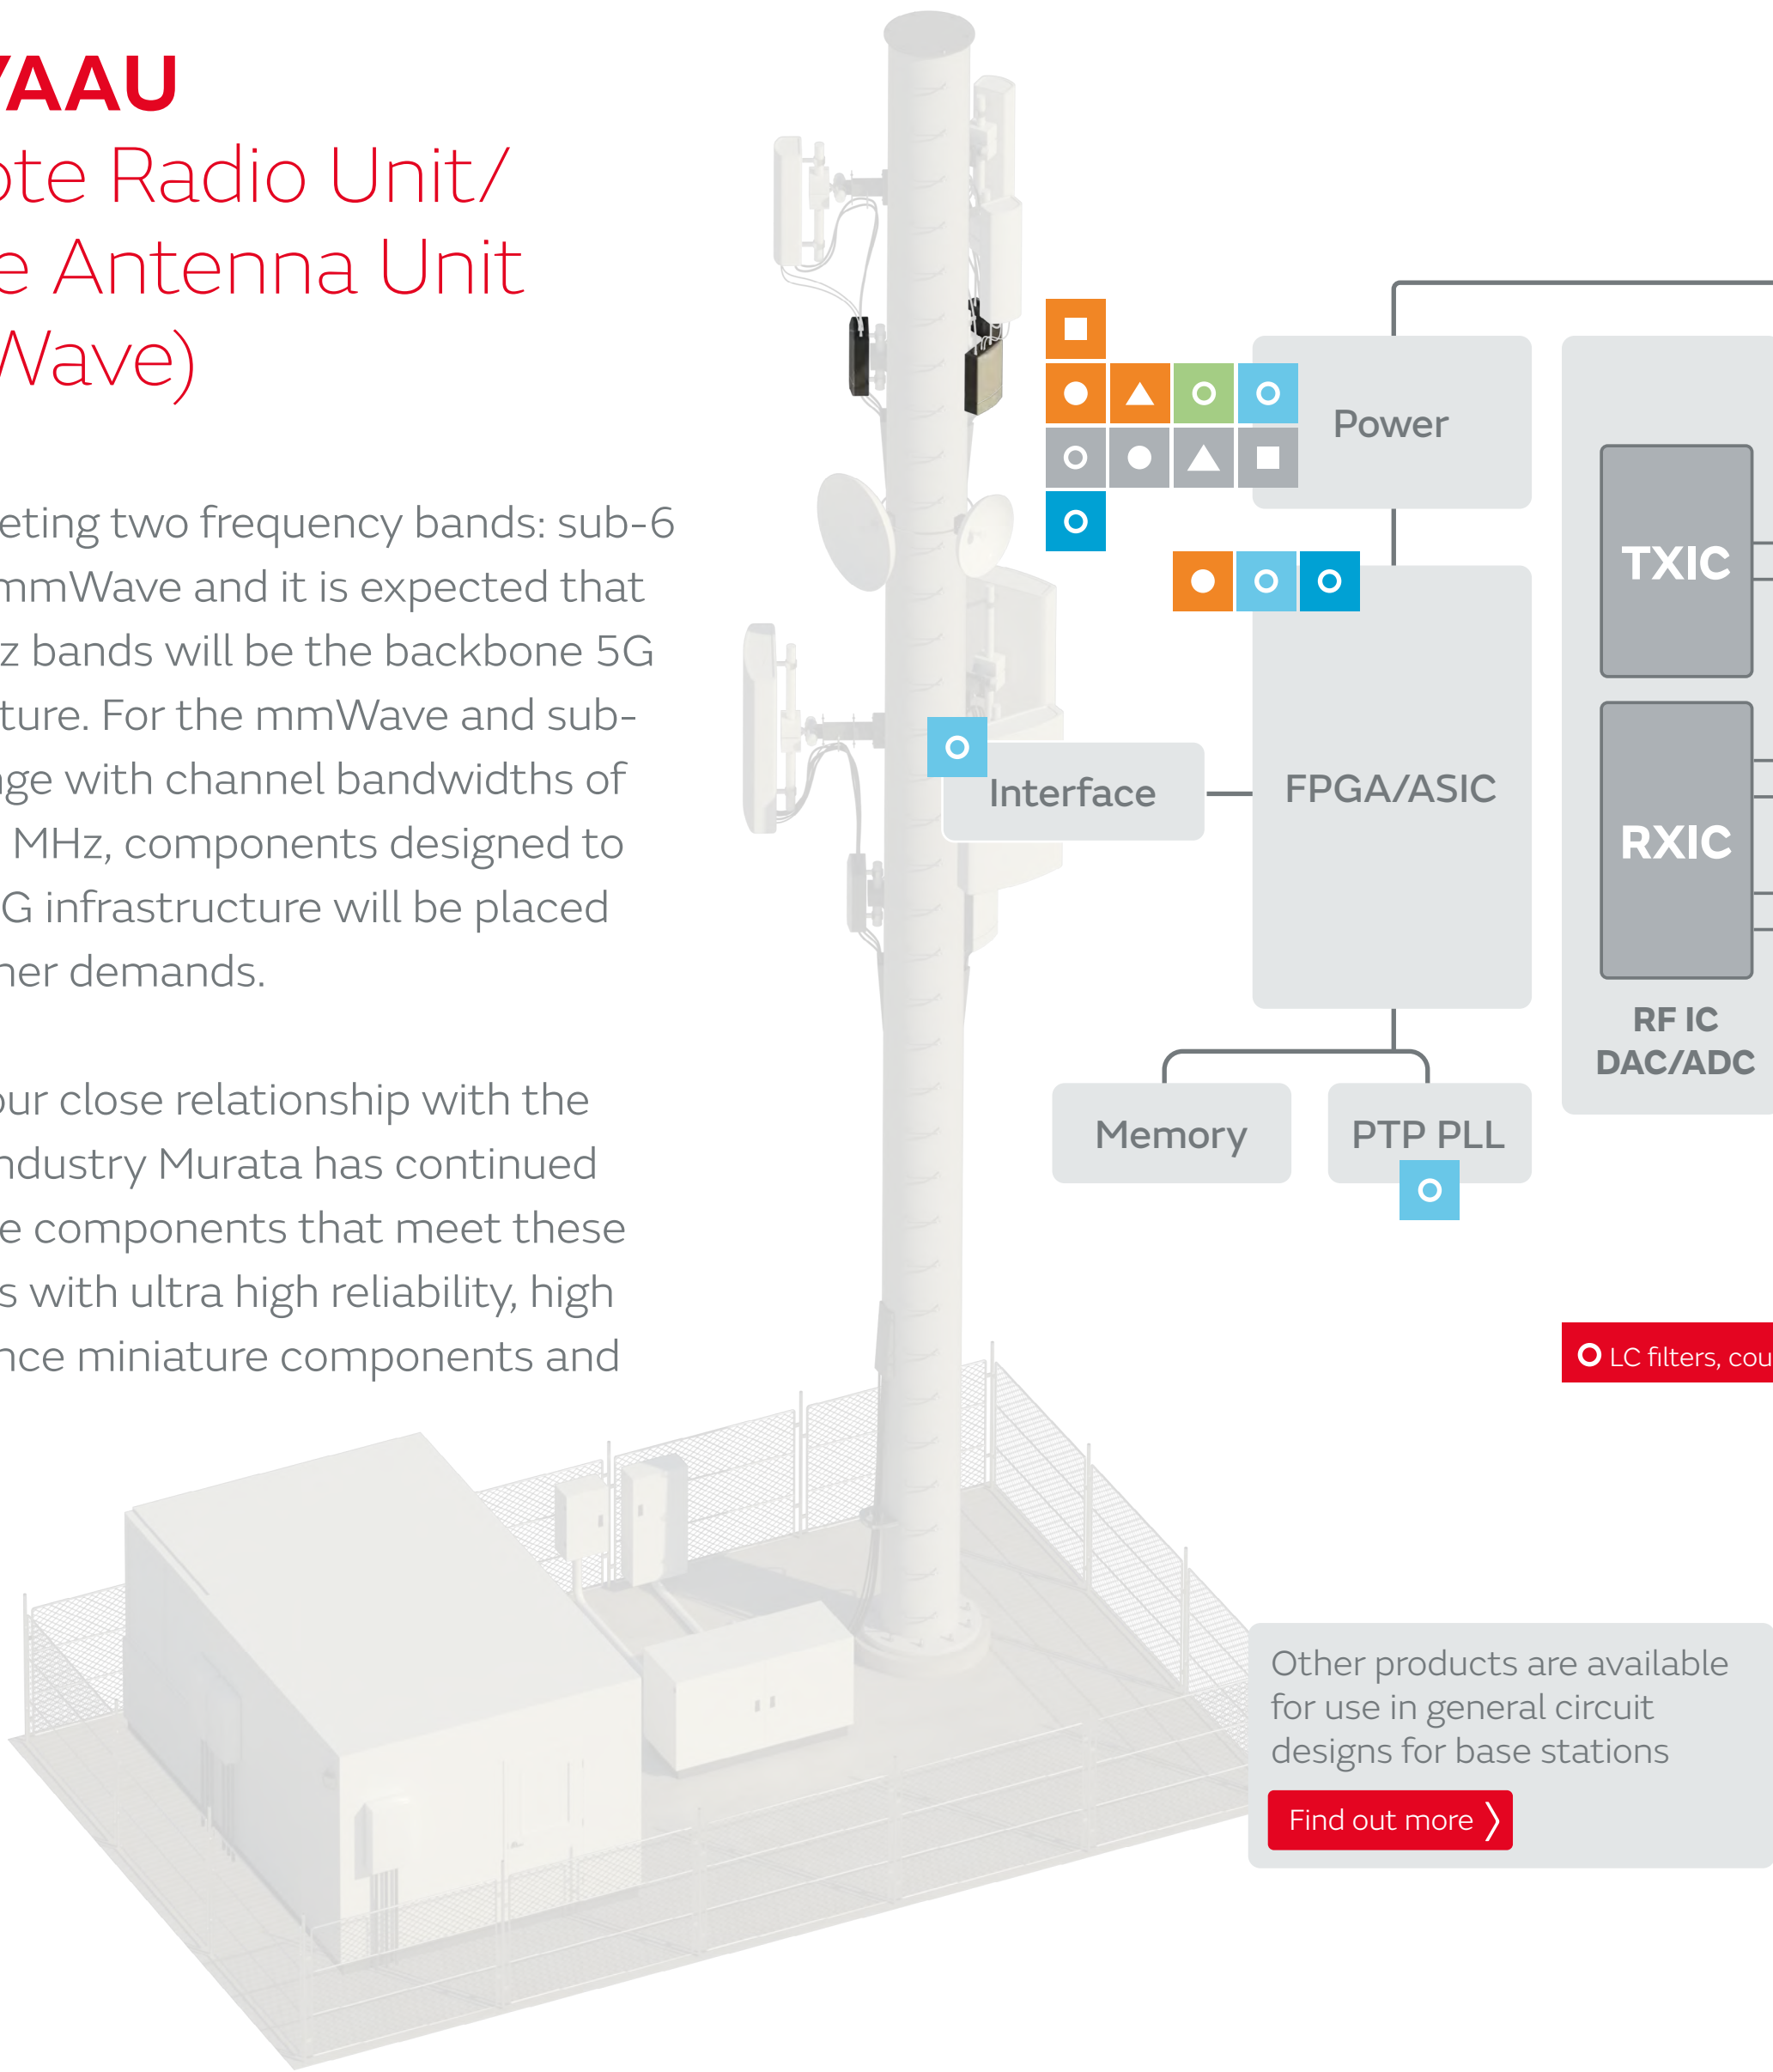 /AAU
ote Radio Unit/
e Antenna Unit
Wave)
eting two frequency bands: sub-6
mmWave and it is expected that
z bands will be the backbone 5G
ture. For the mmWave and sub-
nge with channel bandwidths of
MHz, components designed to
G infrastructure will be placed
her demands.
our close relationship with the
ndustry Murata has continued
e components that meet these
s with ultra high reliability, high
nce miniature components and
Power
TXIC
Interface
FPGA/ASIC
RXIC
RF IC
DAC/ADC
Memory
PTP PLL
LC filters, cou
Other products are available
for use in general circuit
designs for base stations
Find out more